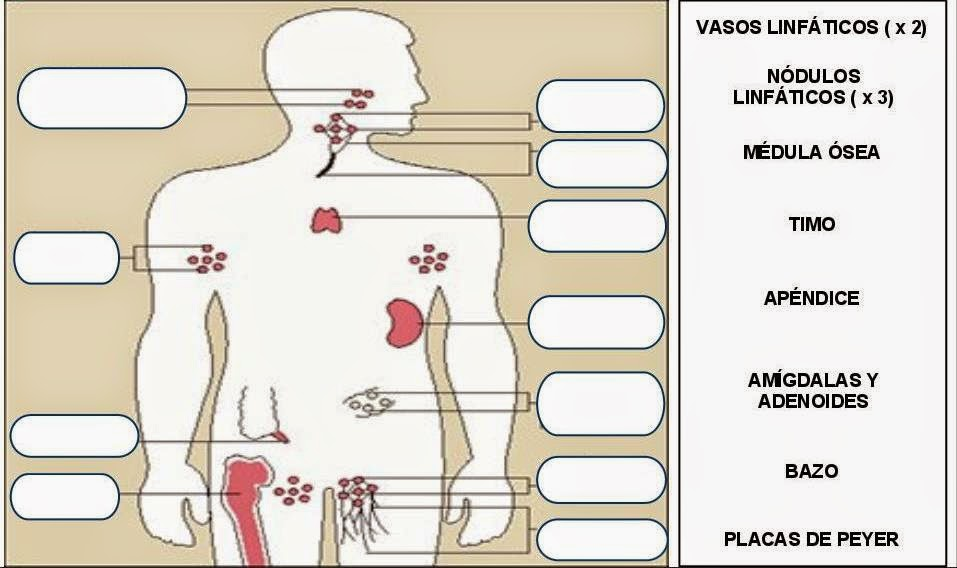 VASOS LINFÁTICOS ( x 2)
NÓDULOS
LINFÁTICOS ( x 3)
MÉDULA ÓSEA
TIMO
APÉNDICE
AMÍGDALAS Y
ADENOIDES
BAZO
PLACAS DE PEYER